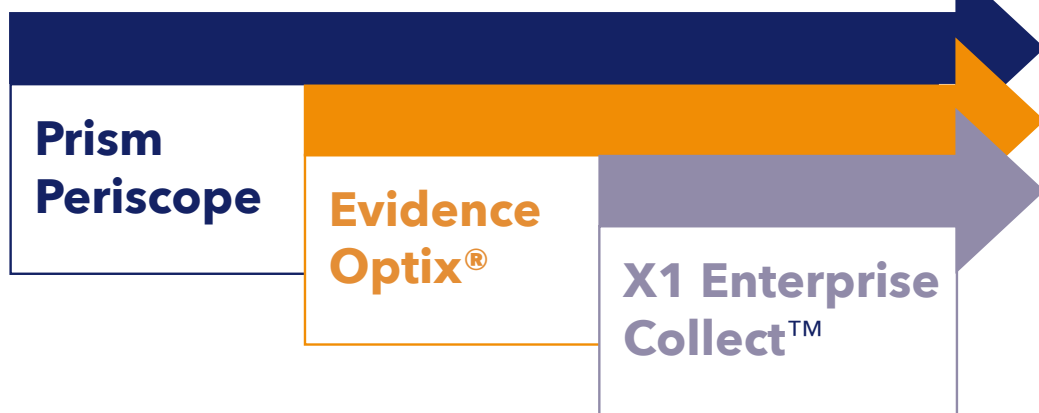 Prism
Periscope
Evidence
Optix®
X1 Enterprise
Collect™